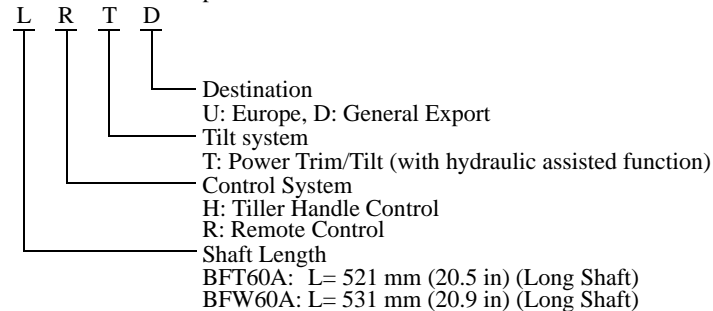 L R T D
Destination
U: Europe, D: General Export
Tilt system
T: Power Trim/Tilt (with hydraulic assisted function)
Control System
H: Tiller Handle Control
R: Remote Control
Shaft Length
BFT60A: L= 521 mm (20.5 in) (Long Shaft)
BFW60A: L= 531 mm (20.9 in) (Long Shaft)